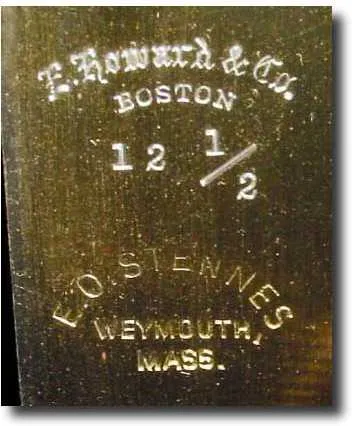 E. Howard & Co.
BOSTON
12 1/2
E.O. STENNES
WEYMOUTH,
MASS.